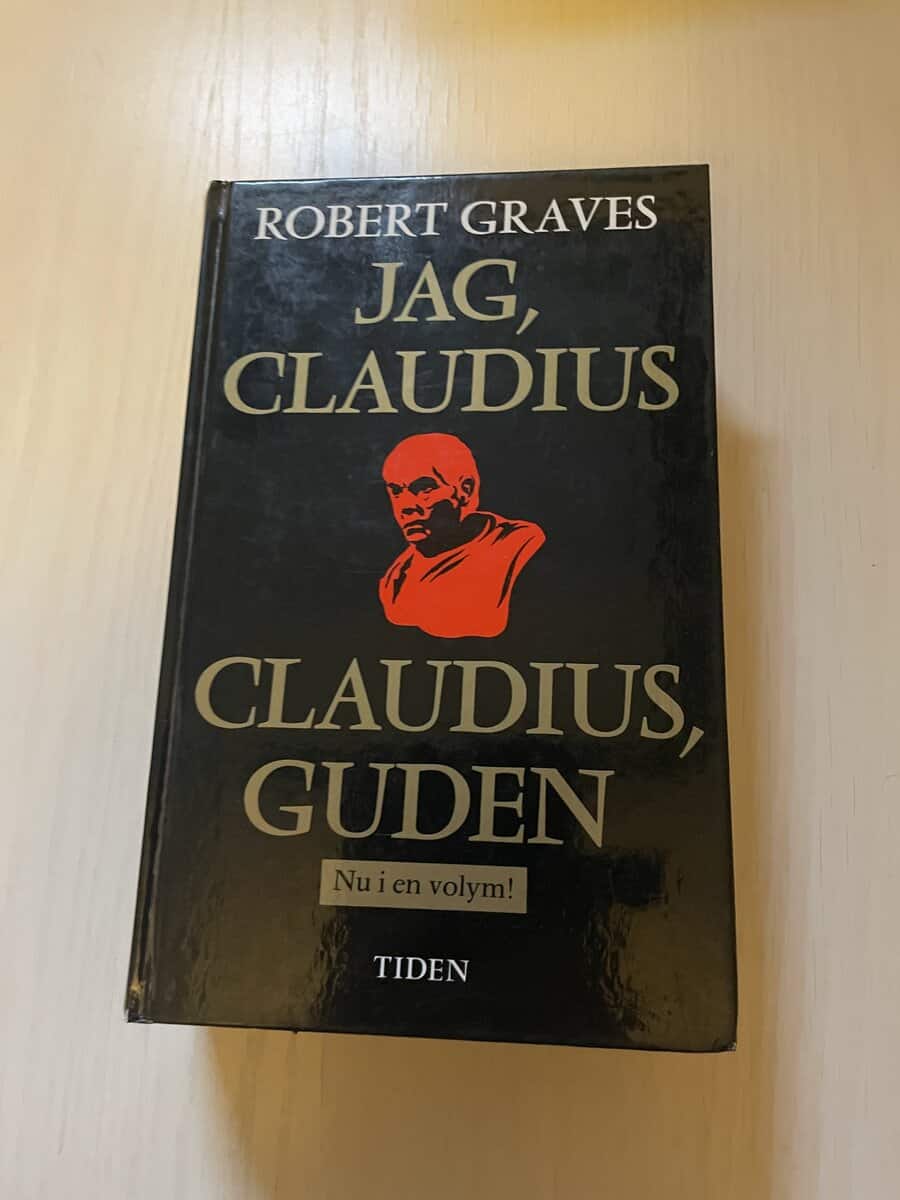 ROBERT GRAVES
JAG,
CLAUDIUS
CLAUDIUS,
GUDEN
Nu i en volym!
TIDEN